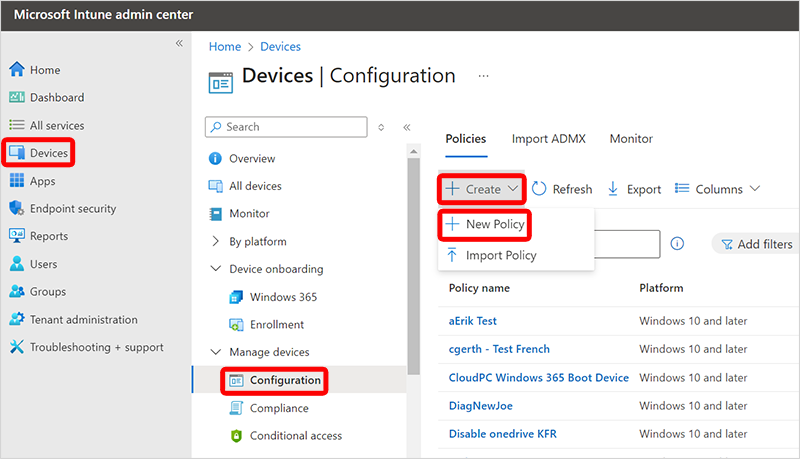 Microsoft Intune admin center
Home
Dashboard
All services
Devices
Apps
Endpoint security
Reports
Users
Groups
Tenant administration
Troubleshooting + support
Home > Devices
Devices | Configuration
Search
Overview
All devices
Monitor
By platform
Device onboarding
Windows 365
Enrollment
Manage devices
Configuration
Compliance
Conditional access
Policies Import ADMX Monitor
Create Refresh Export Columns
New Policy
Import Policy
Add filters
Policy name Platform
aErik Test Windows 10 and later
cgerth - Test French Windows 10 and later
CloudPC Windows 365 Boot Device Windows 10 and later
DiagNewJoe Windows 10 and later
Disable onedrive KFR Windows 10 and later